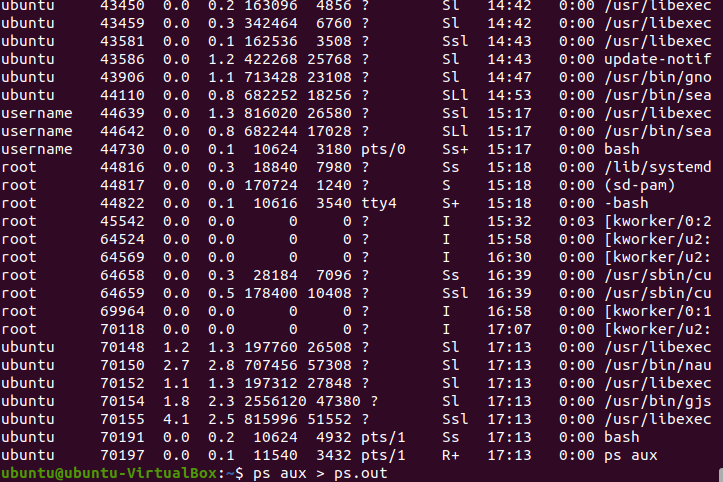 ubuntu     43450  0.0  0.2 163096  4856 ?        Sl   14:42   0:00 /usr/libexec
ubuntu     43459  0.0  0.3 342464  6760 ?        Sl   14:42   0:00 /usr/libexec
ubuntu     43581  0.0  0.1 162536  3508 ?        Ssl  14:43   0:00 /usr/libexec
ubuntu     43586  0.0  1.2 422268 25768 ?        Sl   14:43   0:00 update-notif
ubuntu     43906  0.0  1.1 713428 23108 ?        Sl   14:47   0:00 /usr/bin/gno
ubuntu     44110  0.0  0.8 682252 18256 ?        SLl  14:53   0:00 /usr/bin/sea
username   44639  0.0  1.3 816020 26580 ?        Ssl  15:17   0:00 /usr/libexec
username   44642  0.0  0.8 682244 17028 ?        SLl  15:17   0:00 /usr/bin/sea
username   44730  0.0  0.1  10624  3180 pts/0    Ss+  15:17   0:00 bash
root       44816  0.0  0.3  18840  7980 ?        Ss   15:18   0:00 /lib/systemd
root       44817  0.0  0.0 170724  1240 ?        S    15:18   0:00 (sd-pam)
root       44822  0.0  0.1  10616  3540 tty4     S+   15:18   0:00 -bash
root       45542  0.0  0.0      0     0 ?        I    15:32   0:03 [kworker/0:2
root       64524  0.0  0.0      0     0 ?        I    15:58   0:00 [kworker/u2:
root       64569  0.0  0.0      0     0 ?        I    16:30   0:00 [kworker/u2:
root       64658  0.0  0.3  28184  7096 ?        Ss   16:39   0:00 /usr/sbin/cu
root       64659  0.0  0.5 178400 10408 ?        Ssl  16:39   0:00 /usr/sbin/cu
root       69964  0.0  0.0      0     0 ?        I    16:58   0:00 [kworker/0:1
root       70118  0.0  0.0      0     0 ?        I    17:07   0:00 [kworker/u2:
ubuntu     70148  1.2  1.3 197760 26508 ?        Sl   17:13   0:00 /usr/libexec
ubuntu     70150  2.7  2.8 707456 57308 ?        Sl   17:13   0:00 /usr/bin/nau
ubuntu     70152  1.1  1.3 197312 27848 ?        Sl   17:13   0:00 /usr/libexec
ubuntu     70154  1.8  2.3 2556120 47380 ?       Sl   17:13   0:00 /usr/bin/gjs
ubuntu     70155  4.1  2.5 815996 51552 ?        Ssl  17:13   0:00 /usr/libexec
ubuntu     70191  0.0  0.2  10624  4932 pts/1    Ss   17:13   0:00 bash
ubuntu     70197  0.0  0.1  11540  3432 pts/1    R+   17:13   0:00 ps aux
ubuntu@ubuntu-VirtualBox:~$ ps aux > ps.out